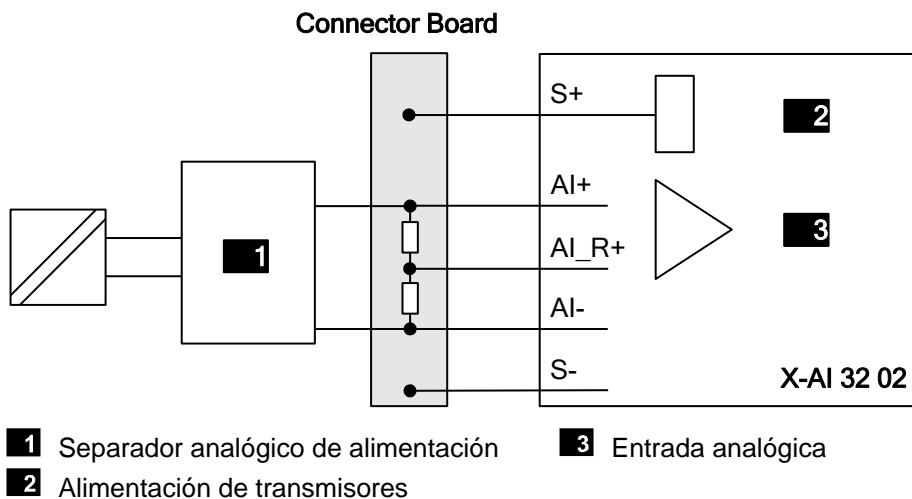 Connector Board
S+
2
AI+
3
1
AI_R+
AI-
S-
X-AI 32 02
1 Separador analógico de alimentación
3 Entrada analógica
2 Alimentación de transmisores